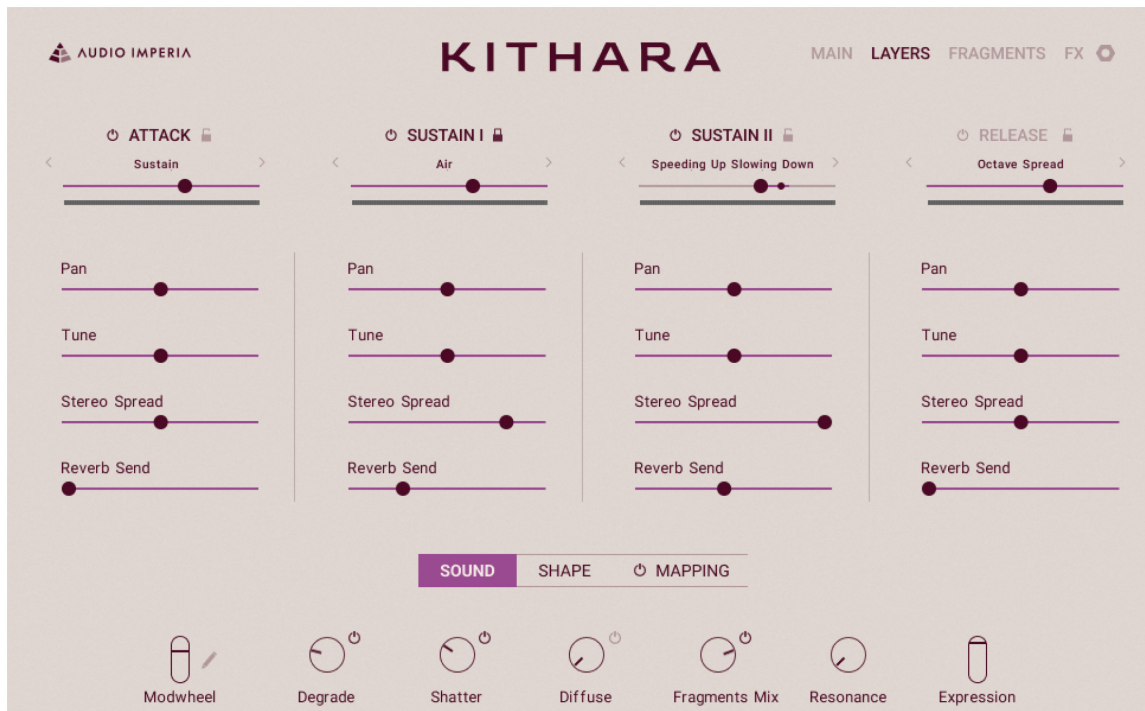 AUDIO IMPERIA
KITHARA
MAIN LAYERS FRAGMENTS FX
ATTACK
SUSTAIN I
SUSTAIN II
RELEASE
Sustain
Air
Speeding Up Slowing Down
Octave Spread
Pan
Pan
Pan
Pan
Tune
Tune
Tune
Tune
Stereo Spread
Stereo Spread
Stereo Spread
Stereo Spread
Reverb Send
Reverb Send
Reverb Send
Reverb Send
SOUND
SHAPE
MAPPING
Modwheel
Degrade
Shatter
Diffuse
Fragments Mix
Resonance
Expression